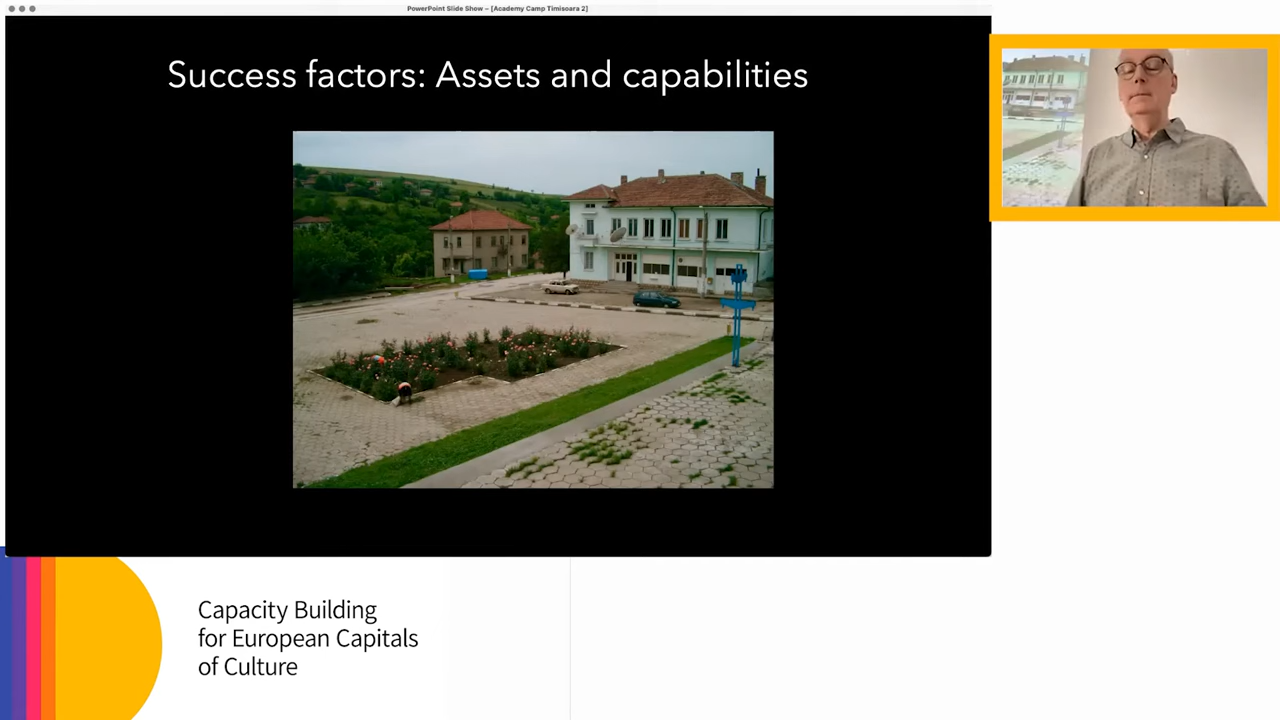 PowerPoint Slide Show – [Academy Camp Timisoara 2]
Success factors: Assets and capabilities
Capacity Building
for European Capitals
of Culture